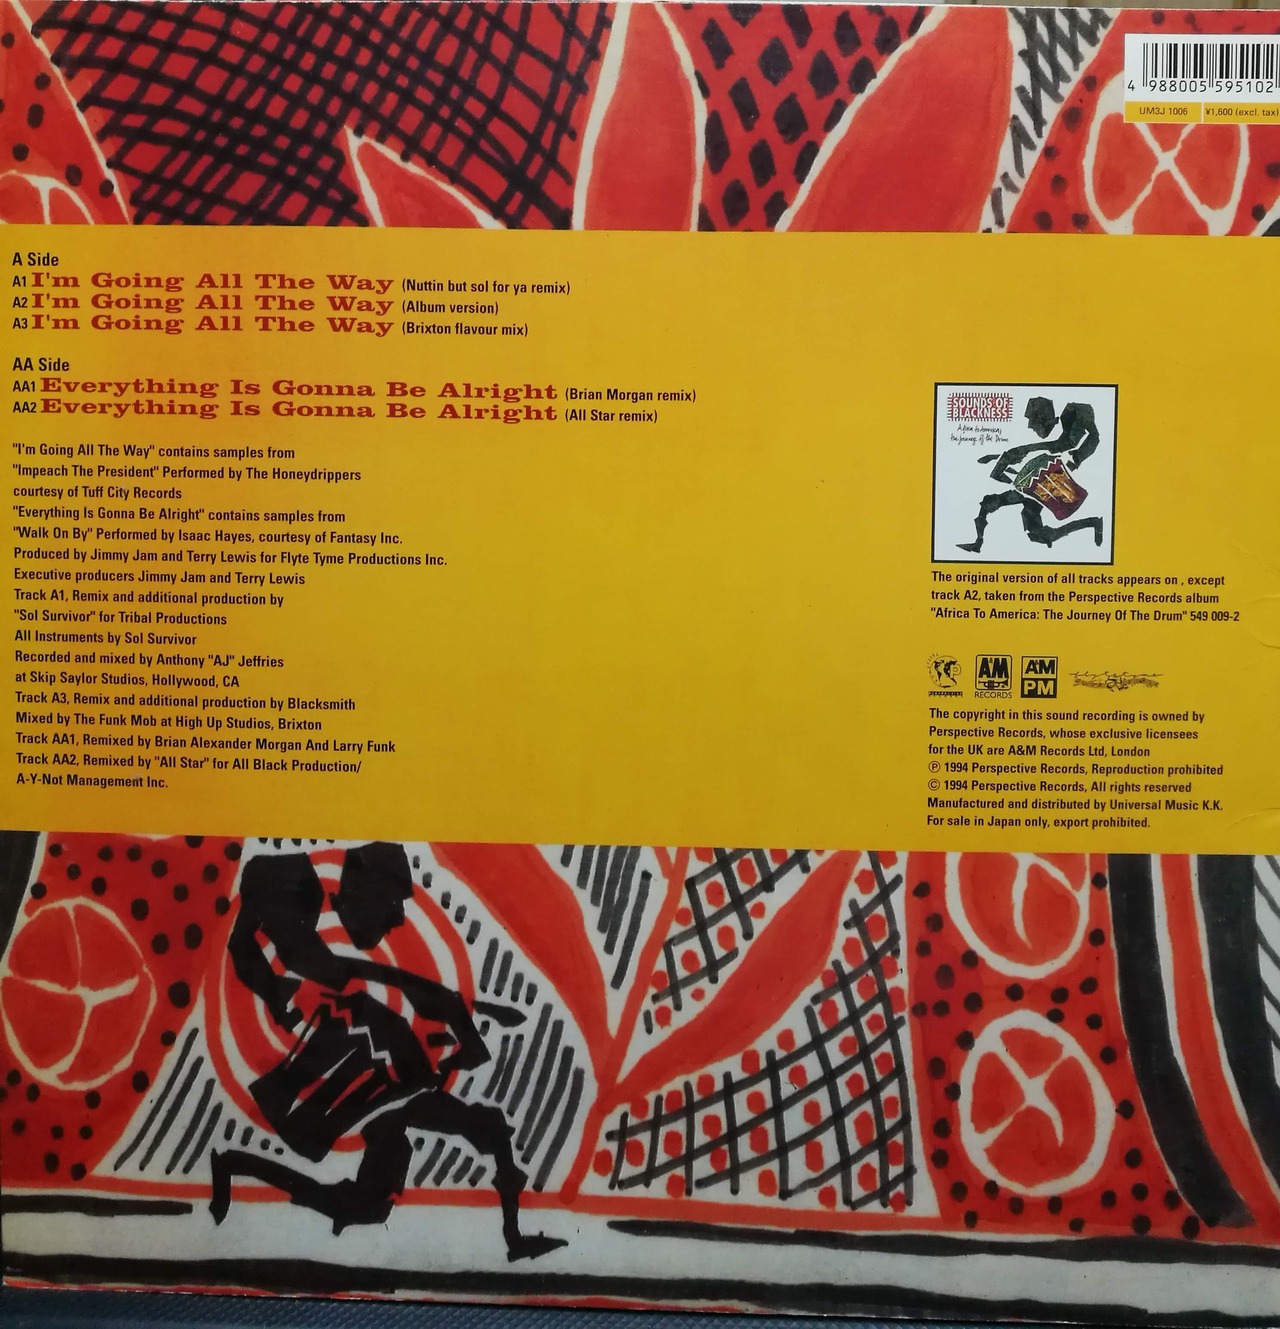 4 988005 595102
UM3J 1006 ¥1,600 (excl. tax)
A Side
A1 I'm Going All The Way (Nuttin but sol for ya remix)
A2 I'm Going All The Way (Album version)
A3 I'm Going All The Way (Brixton flavour mix)
AA Side
AA1 Everything Is Gonna Be Alright (Brian Morgan remix)
AA2 Everything Is Gonna Be Alright (All Star remix)
"I'm Going All The Way" contains samples from
"Impeach The President" Performed by The Honeydrippers
courtesy of Tuff City Records
"Everything Is Gonna Be Alright" contains samples from
"Walk On By" Performed by Isaac Hayes, courtesy of Fantasy Inc.
Produced by Jimmy Jam and Terry Lewis for Flyte Tyme Productions Inc.
Executive producers Jimmy Jam and Terry Lewis
Track A1, Remix and additional production by
"Sol Survivor" for Tribal Productions
All Instruments by Sol Survivor
Recorded and mixed by Anthony "AJ" Jeffries
at Skip Saylor Studios, Hollywood, CA
Track A3, Remix and additional production by Blacksmith
Mixed by The Funk Mob at High Up Studios, Brixton
Track AA1, Remixed by Brian Alexander Morgan And Larry Funk
Track AA2, Remixed by "All Star" for All Black Production/
A-Y-Not Management Inc.
SOUNDS OF
BLACKNESS
Africa to America:
the Journey of the Drum
The original version of all tracks appears on , except
track A2, taken from the Perspective Records album
"Africa To America: The Journey Of The Drum" 549 009-2
A&M
RECORDS
AM
PM
The copyright in this sound recording is owned by
Perspective Records, whose exclusive licensees
for the UK are A&M Records Ltd, London
℗ 1994 Perspective Records, Reproduction prohibited
© 1994 Perspective Records, All rights reserved
Manufactured and distributed by Universal Music K.K.
For sale in Japan only, export prohibited.